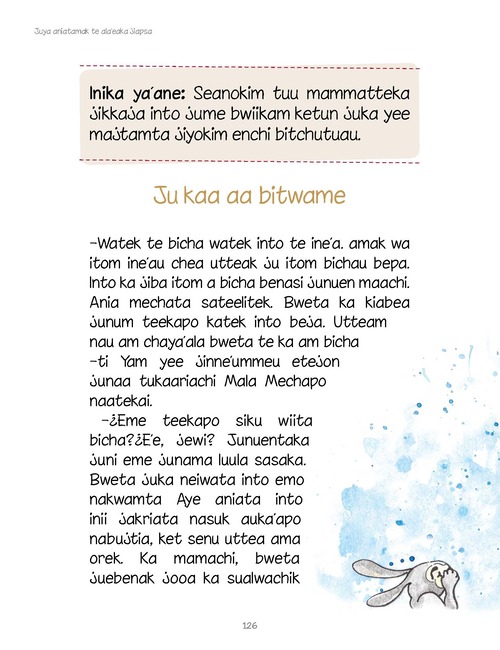 Juya aniatamak te ala´eaka jiapsa
Inika ya´ane: Seanokim tuu mammatteka
jikkaja into jume bwiikam ketun juka yee
majtamta jiyokim enchi bitchutuau.
Ju kaa aa bitwame
–Watek te bicha watek into te ine´a. amak wa
itom ine´au chea utteak ju itom bichau bepa.
Into ka jiba itom a bicha benasi junuen maachi.
Ania mechata sateelitek. Bweta ka kiabea
junum teekapo katek into beja. Utteam
nau am chaya´ala bweta te ka am bicha
–ti Yam yee jinne´ummeu etejon
junaa tukaariachi Mala Mechapo
naatekai.
–¿Eme teekapo siku wiita
bicha?¿E´e, jewi? Junuentaka
juni eme junama luula sasaka.
Bweta juka neiwata into emo
nakwamta Aye aniata into
inii jakriata nasuk auka´apo
nabujtia, ket senu uttea ama
orek. Ka mamachi, bweta
juebenak jooa ka sualwachik
126